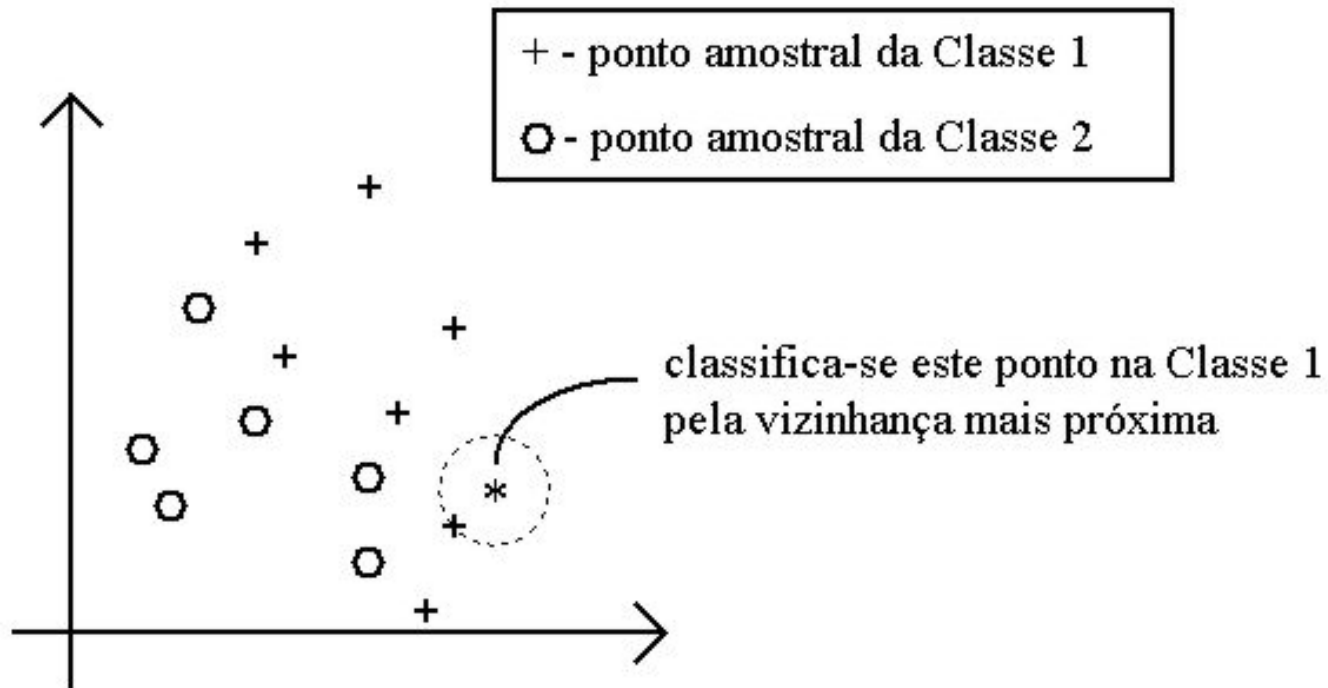 + - ponto amostral da Classe 1
O - ponto amostral da Classe 2
classifica-se este ponto na Classe 1
pela vizinhança mais próxima